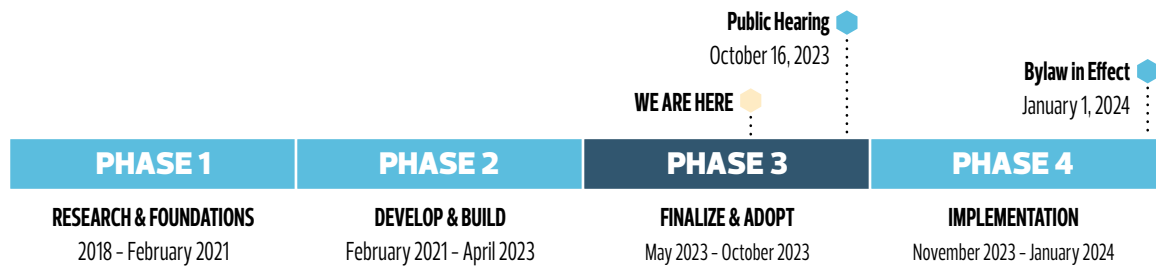 Public Hearing
October 16, 2023
Bylaw in Effect
January 1, 2024
WE ARE HERE
PHASE 1
PHASE 2
PHASE 3
PHASE 4
RESEARCH & FOUNDATIONS
2018 – February 2021
DEVELOP & BUILD
February 2021 – April 2023
FINALIZE & ADOPT
May 2023 – October 2023
IMPLEMENTATION
November 2023 – January 2024